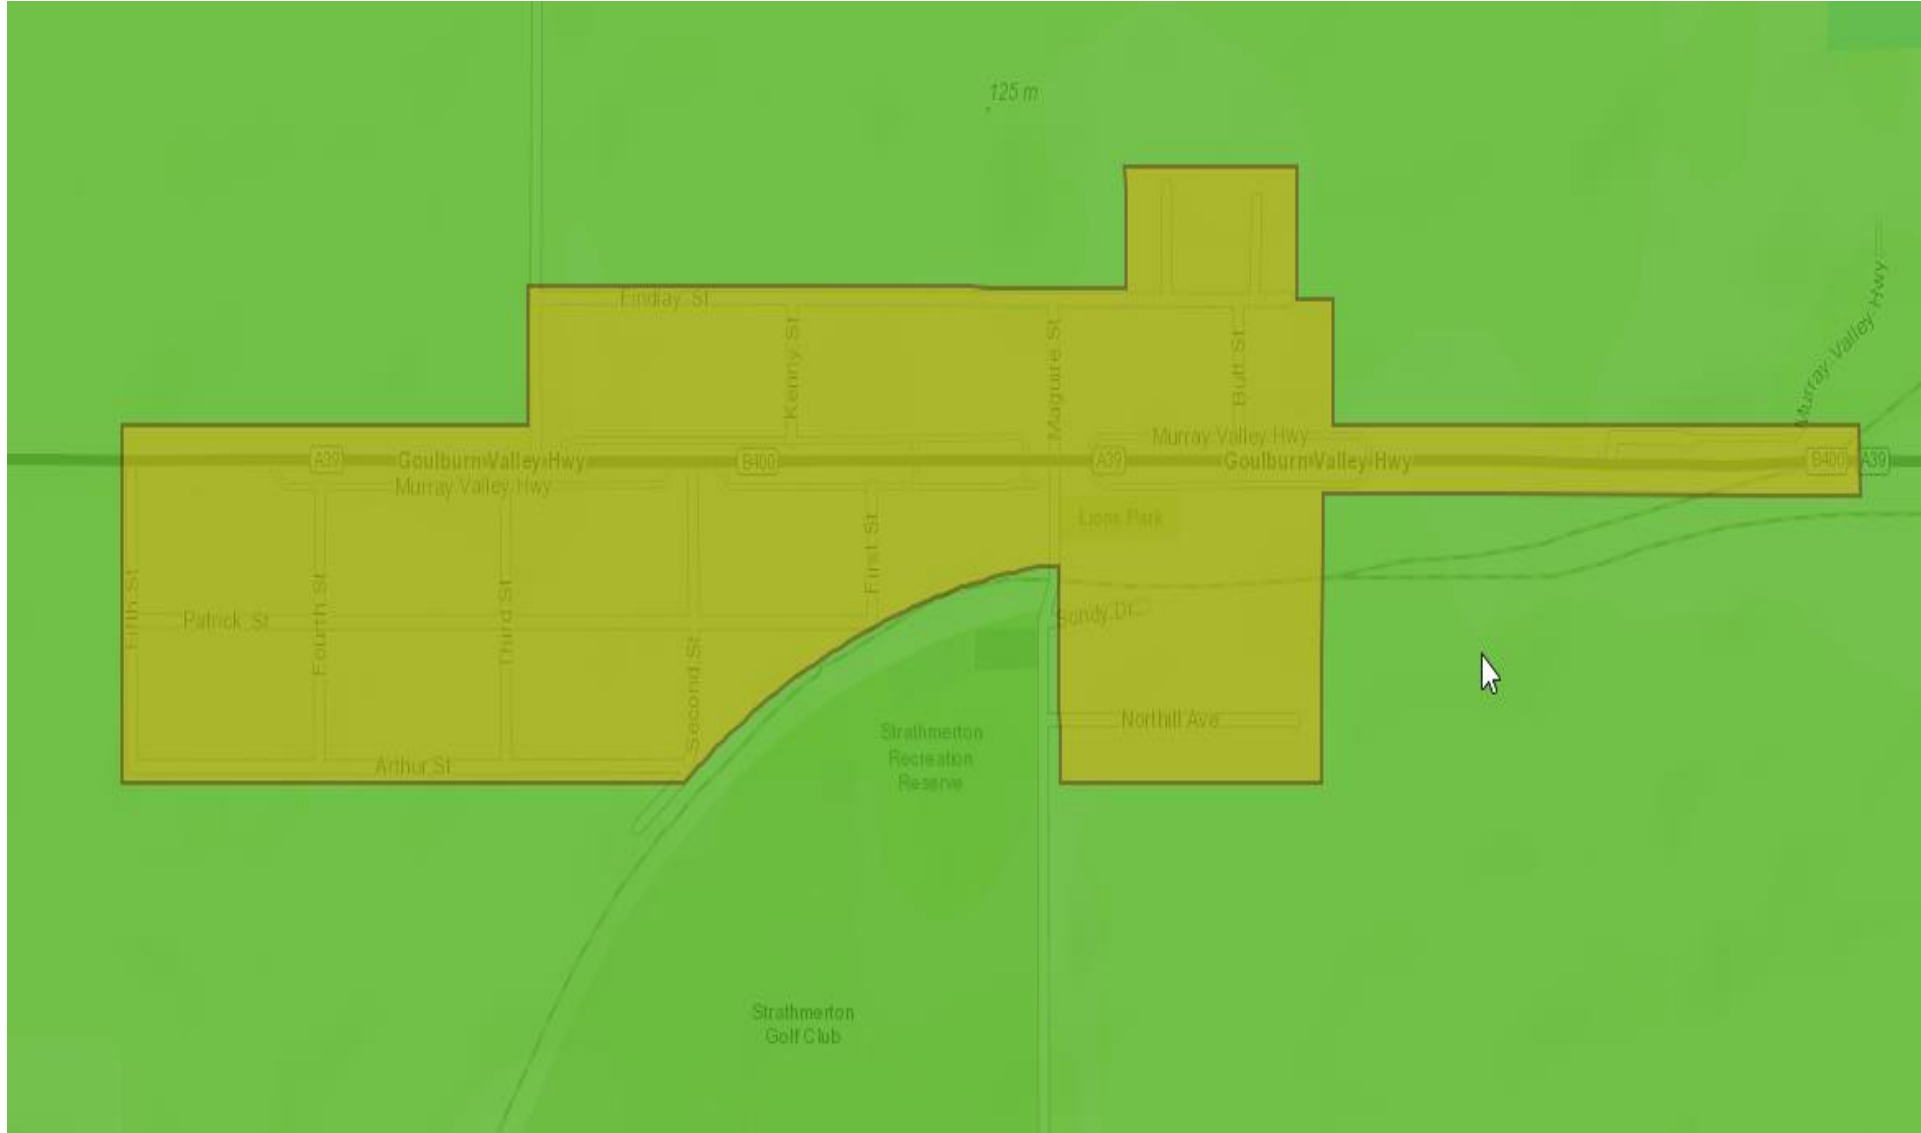 125 m
Murray Valley Hwy
Findlay St
Kenny St
Maguire St
Butt St
Murray Valley Hwy
A39
Goulburn Valley Hwy
B400
A39
Goulburn Valley Hwy
B400
A39
Murray Valley Hwy
Lions Park
First St
Fifth St
Fourth St
Third St
Patrick St
Sandy Dr
Second St
Northill Ave
Strathmerton
Recreation
Reserve
Arthur St
Strathmerton
Golf Club